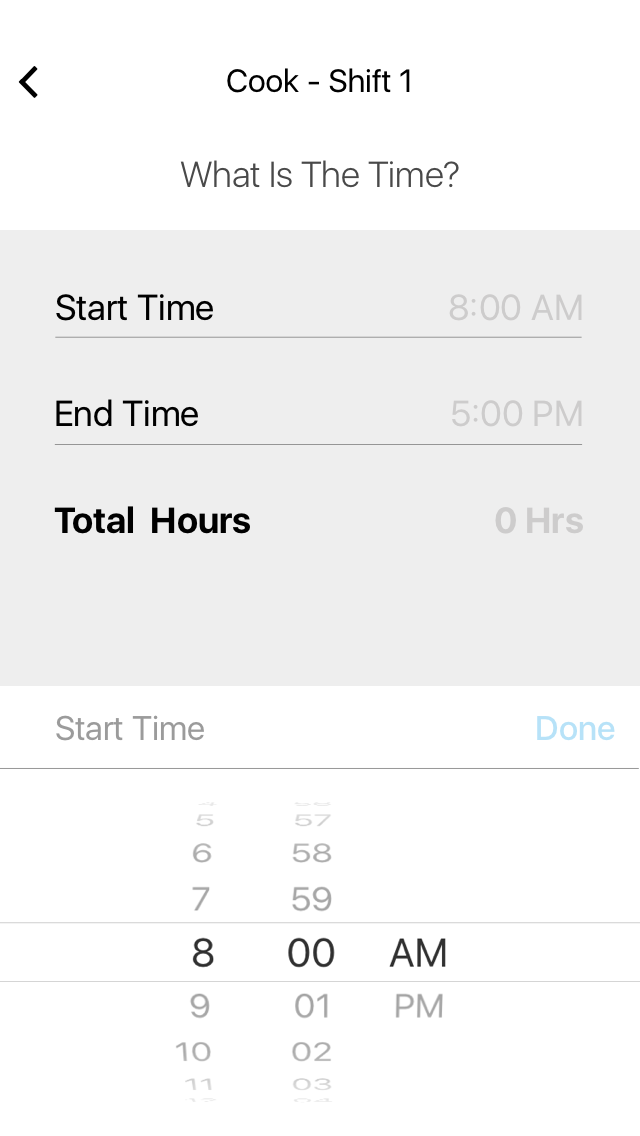 Cook - Shift 1
What Is The Time?
Start Time 8:00 AM
End Time 5:00 PM
Total Hours 0 Hrs
Start Time Done
5 57
6 58
7 59
8 00 AM
9 01 PM
10 02
11 03